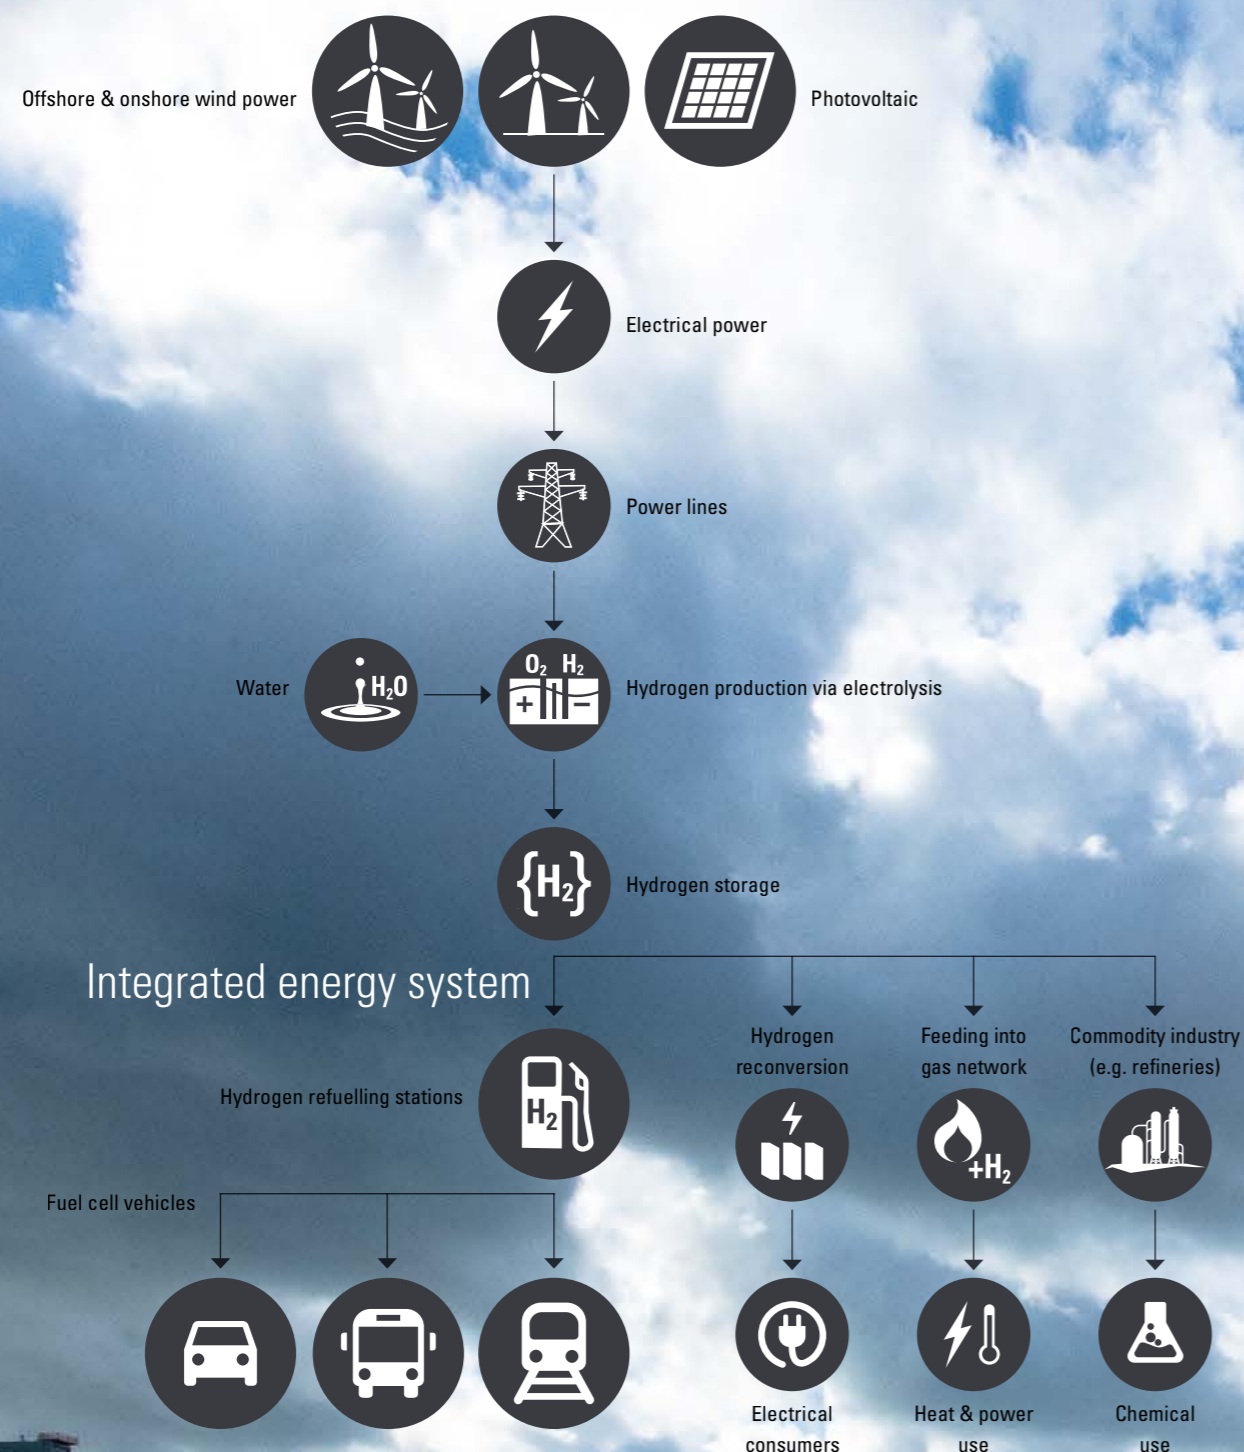 Offshore & onshore wind power
Photovoltaic
Electrical power
Power lines
Water
H₂O
O₂ H₂
+ −
Hydrogen production via electrolysis
{H₂}
Hydrogen storage
Integrated energy system
Hydrogen refuelling stations
H₂
Hydrogen
reconversion
Feeding into
gas network
+H₂
Commodity industry
(e.g. refineries)
Fuel cell vehicles
Electrical
consumers
Heat & power
use
Chemical
use